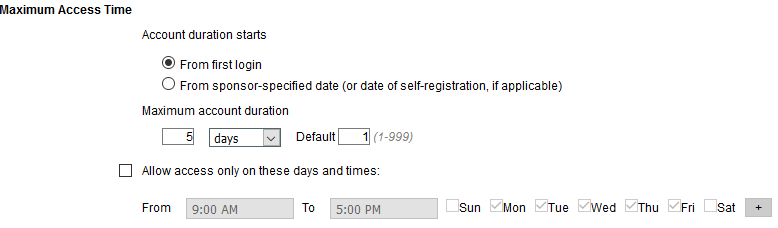 Maximum Access Time
Account duration starts
From first login
From sponsor-specified date (or date of self-registration, if applicable)
Maximum account duration
5 days Default 1 (1-999)
Allow access only on these days and times:
From 9:00 AM To 5:00 PM Sun Mon Tue Wed Thu Fri Sat +